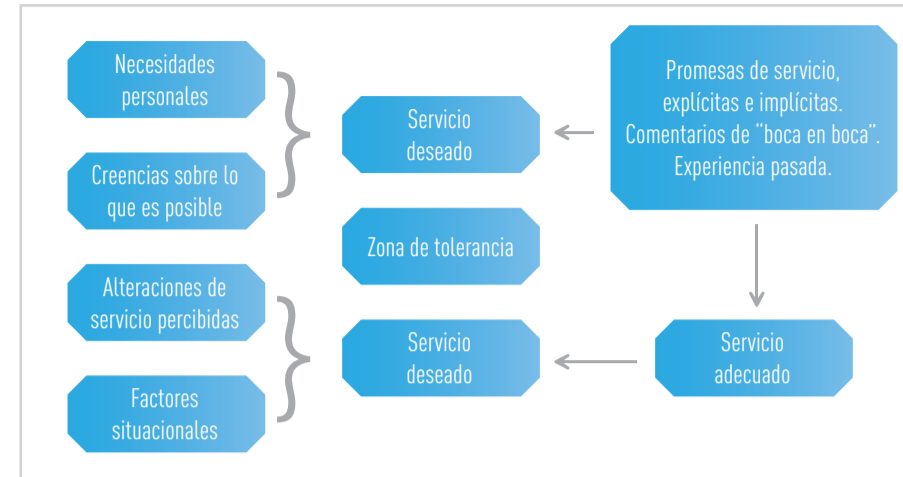 Necesidades
personales
Creencias sobre lo
que es posible
Alteraciones de
servicio percibidas
Factores
situacionales
Servicio
deseado
Zona de tolerancia
Servicio
deseado
Promesas de servicio,
explícitas e implícitas.
Comentarios de “boca en boca”.
Experiencia pasada.
Servicio
adecuado